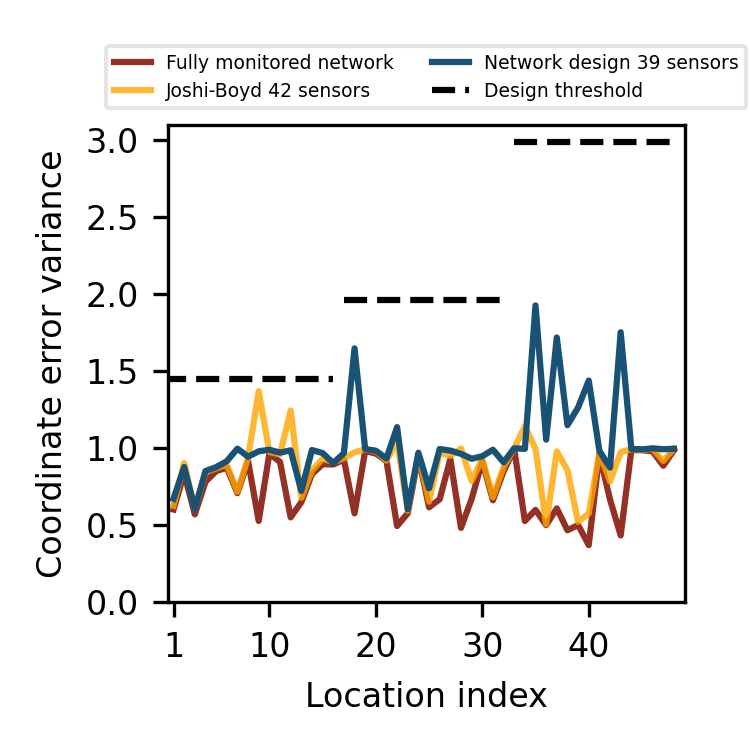 Fully monitored network
Network design 39 sensors
Joshi-Boyd 42 sensors
Design threshold
Coordinate error variance
3.0
2.5
2.0
1.5
1.0
0.5
0.0
1 10 20 30 40
Location index